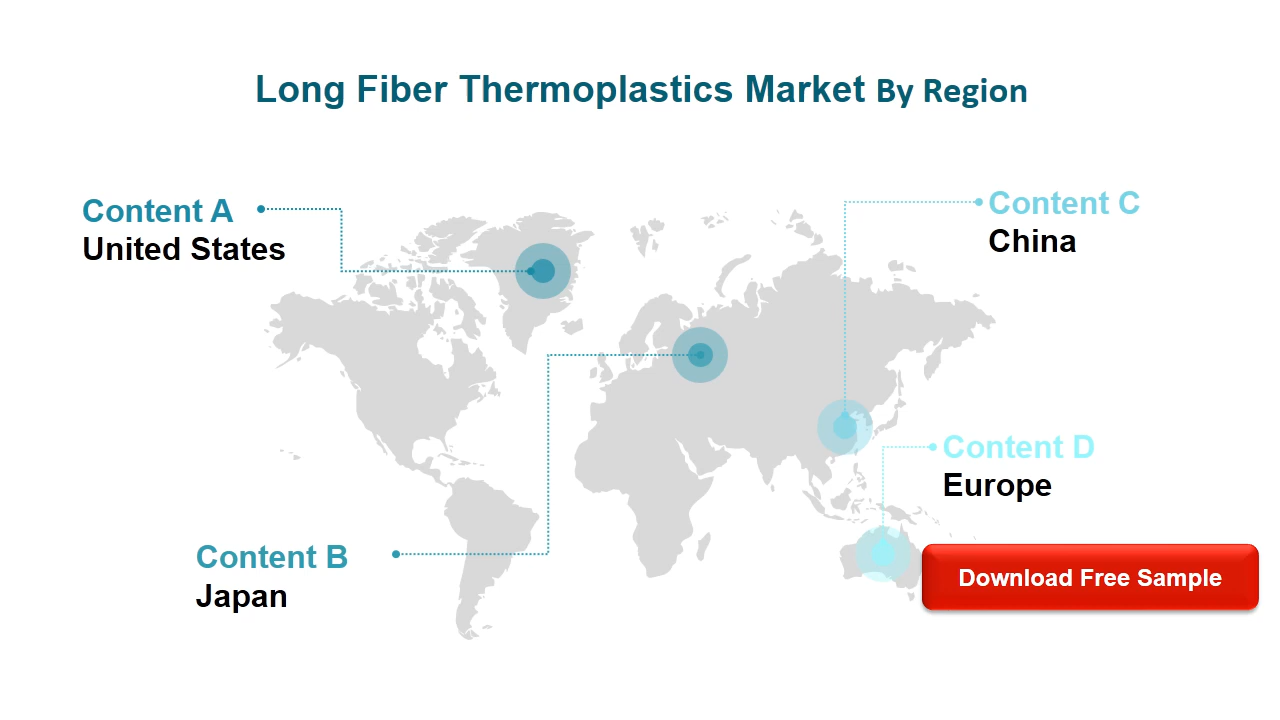 Long Fiber Thermoplastics Market By Region
Content A
United States
Content C
China
Content D
Europe
Content B
Japan
Download Free Sample